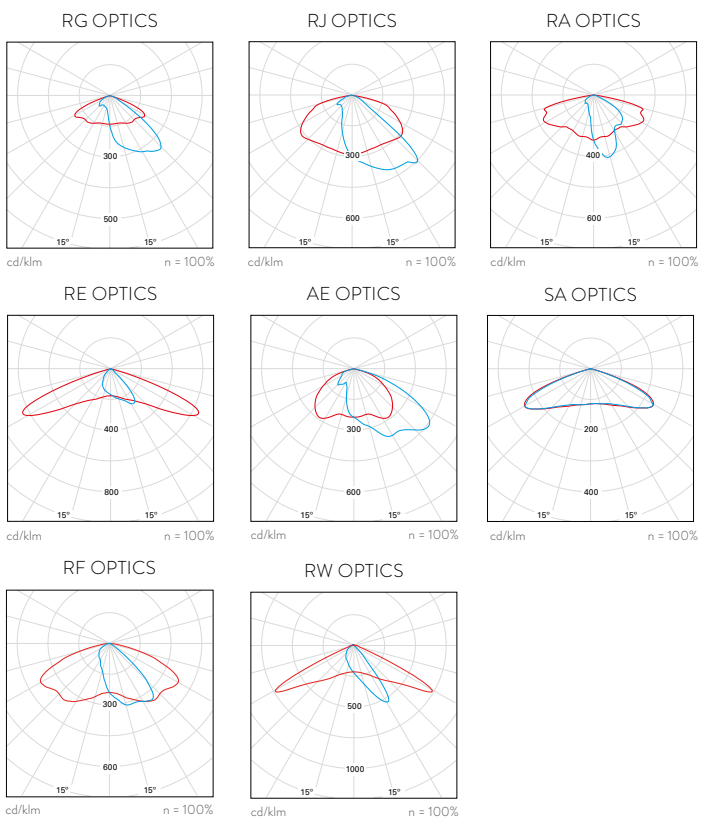 RG OPTICS
RJ OPTICS
RA OPTICS
300
500
15° 15°
cd/klm n = 100%
300
600
15° 15°
cd/klm n = 100%
400
600
15° 15°
cd/klm n = 100%
RE OPTICS
AE OPTICS
SA OPTICS
400
800
15° 15°
cd/klm n = 100%
300
600
15° 15°
cd/klm n = 100%
200
400
15° 15°
cd/klm n = 100%
RF OPTICS
RW OPTICS
300
600
15° 15°
cd/klm n = 100%
500
1000
15° 15°
cd/klm n = 100%